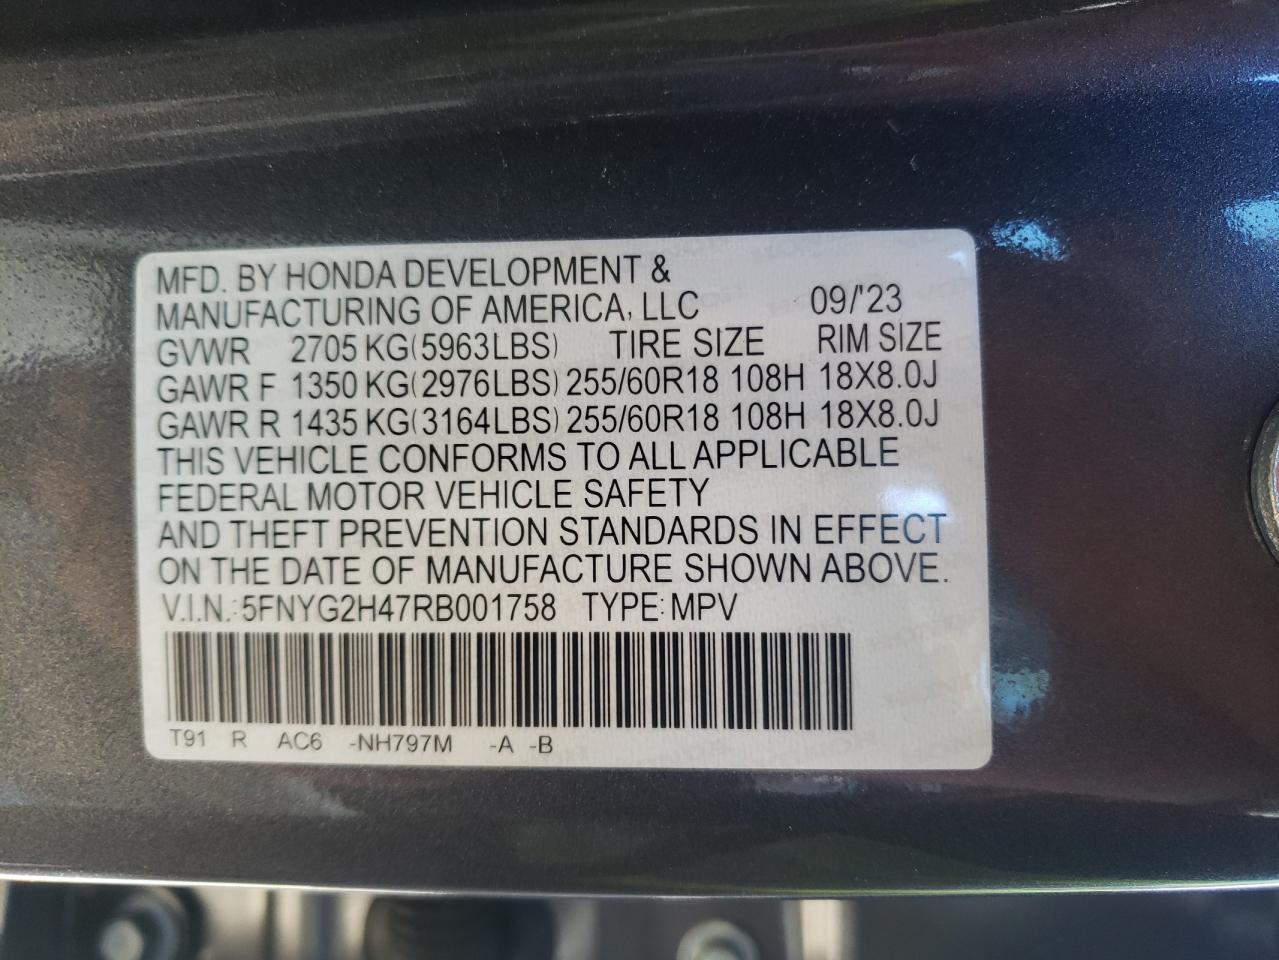 MFD. BY HONDA DEVELOPMENT &
MANUFACTURING OF AMERICA, LLC 09/'23
GVWR 2705 KG(5963LBS) TIRE SIZE RIM SIZE
GAWR F 1350 KG(2976LBS) 255/60R18 108H 18X8.0J
GAWR R 1435 KG(3164LBS) 255/60R18 108H 18X8.0J
THIS VEHICLE CONFORMS TO ALL APPLICABLE
FEDERAL MOTOR VEHICLE SAFETY
AND THEFT PREVENTION STANDARDS IN EFFECT
ON THE DATE OF MANUFACTURE SHOWN ABOVE.
V.I.N.: 5FNYG2H47RB001758 TYPE: MPV
T91 R AC6 -NH797M -A -B